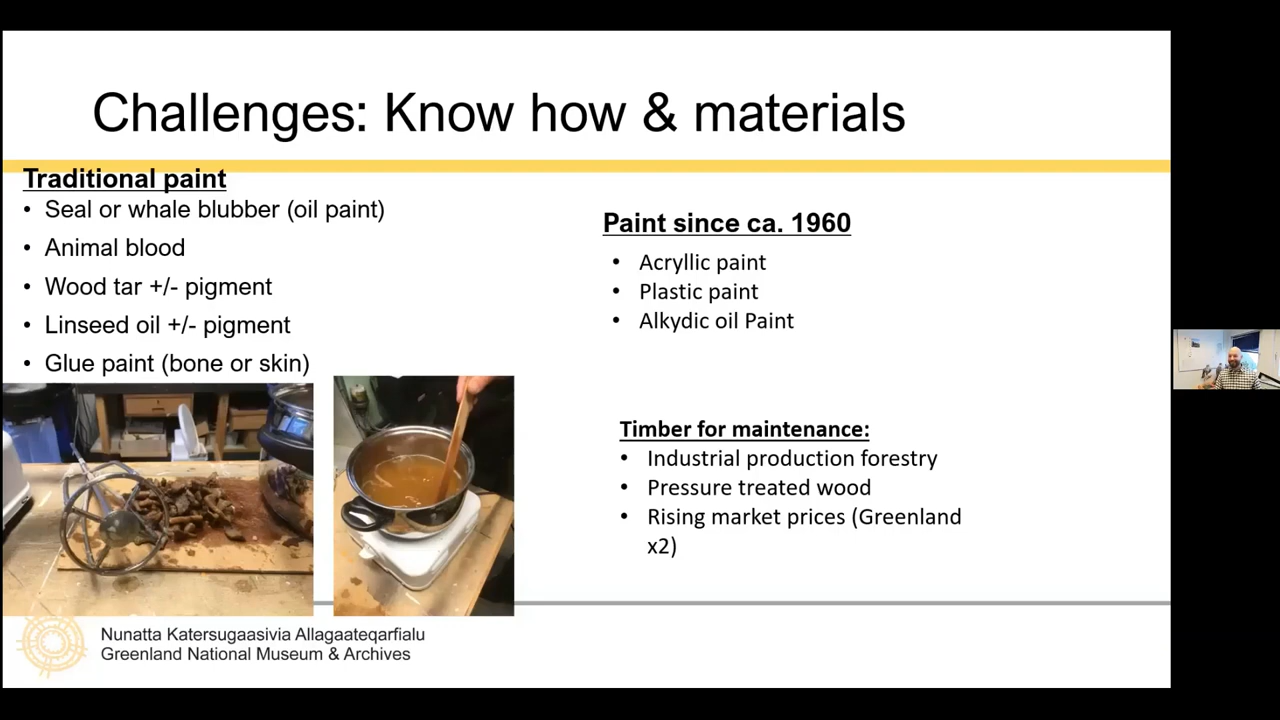 Challenges: Know how & materials
Traditional paint
• Seal or whale blubber (oil paint)
• Animal blood
• Wood tar +/- pigment
• Linseed oil +/- pigment
• Glue paint (bone or skin)
Paint since ca. 1960
• Acryllic paint
• Plastic paint
• Alkydic oil Paint
Timber for maintenance:
• Industrial production forestry
• Pressure treated wood
• Rising market prices (Greenland
x2)
Nunatta Katersugaasivia Allagaateqarfialu
Greenland National Museum & Archives